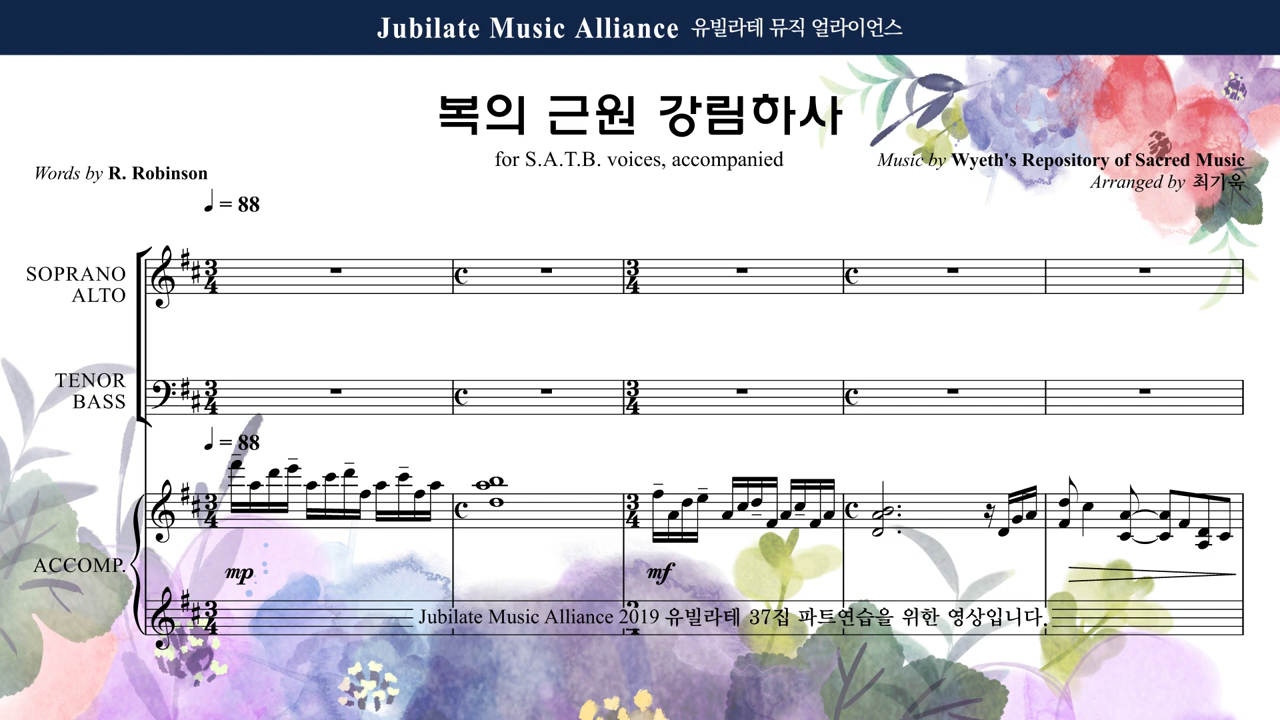 Jubilate Music Alliance 유빌라테 뮤직 얼라이언스
복의 근원 강림하사
for S.A.T.B. voices, accompanied
Words by R. Robinson
Music by Wyeth's Repository of Sacred Music
Arranged by 최기욱
♩ = 88
SOPRANO
ALTO
TENOR
BASS
♩ = 88
ACCOMP.
mp
mf
Jubilate Music Alliance 2019 유빌라테 37집 파트연습을 위한 영상입니다.